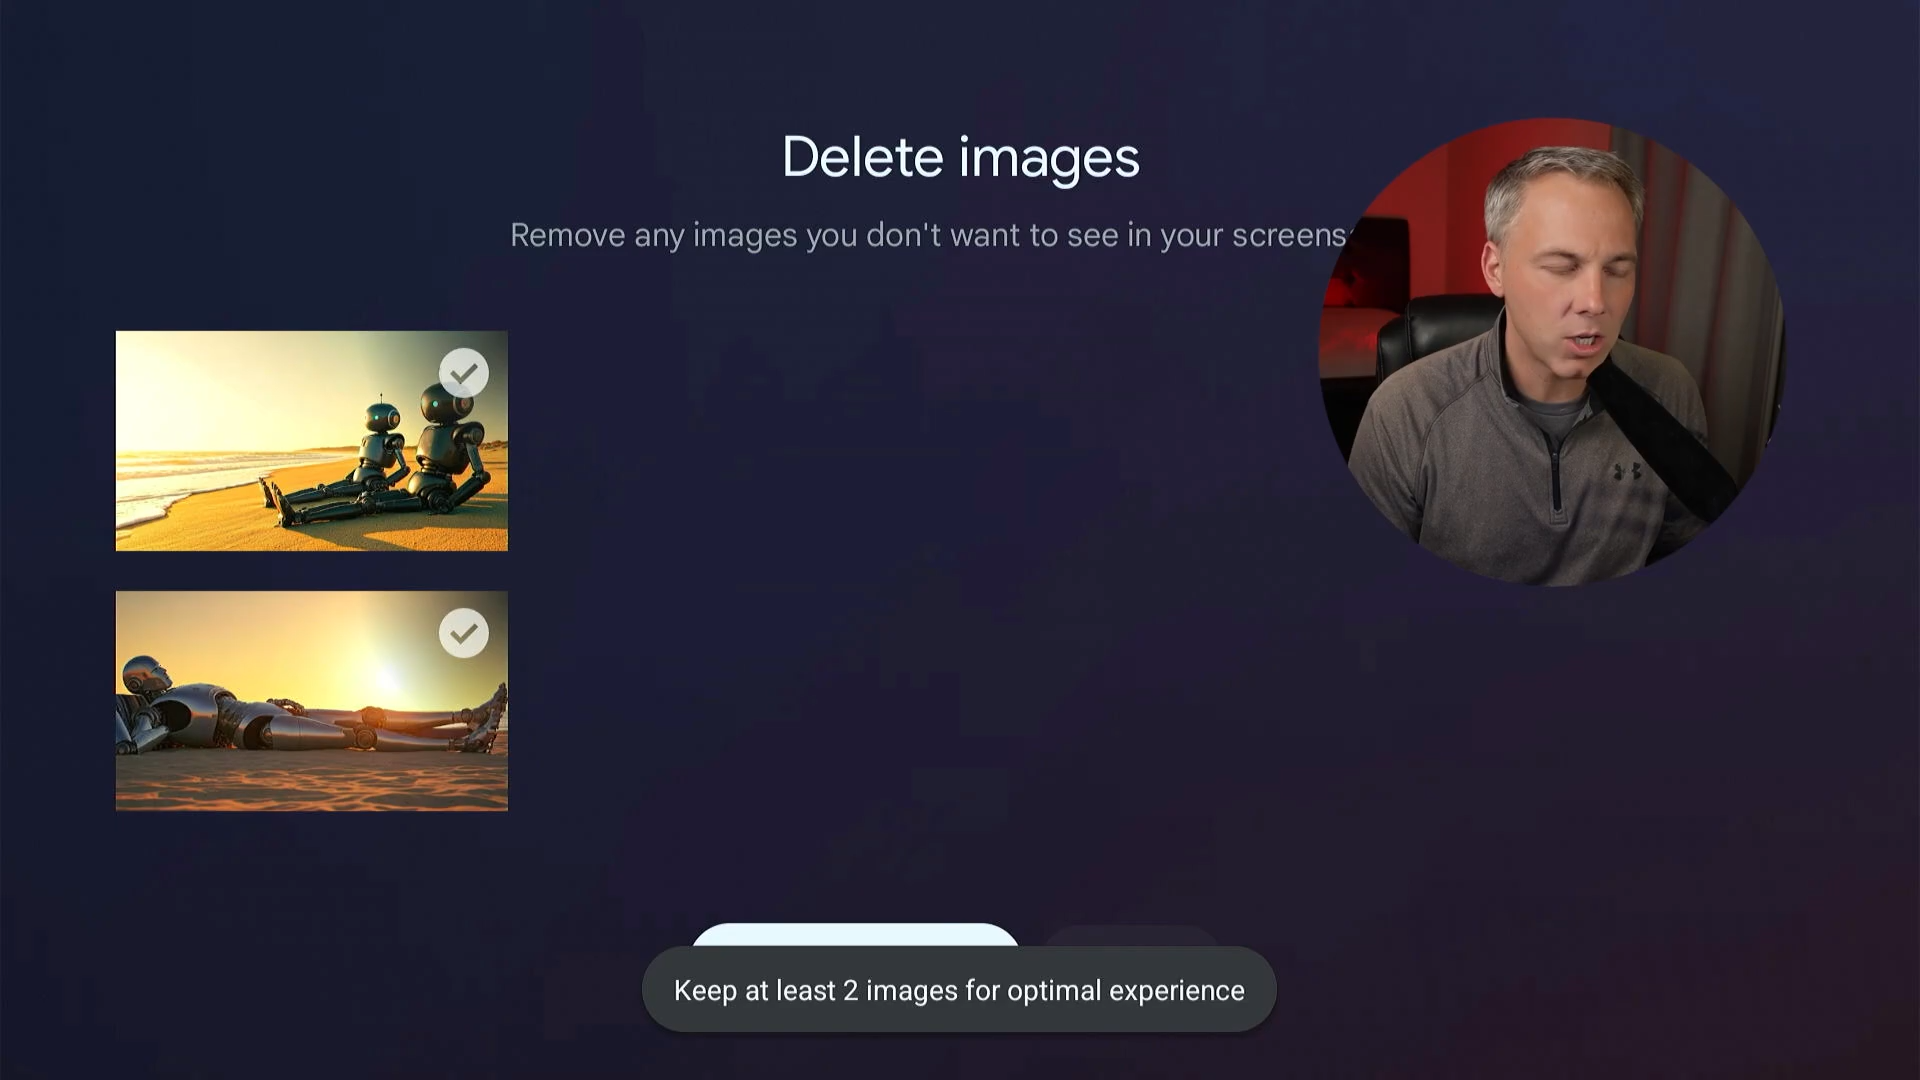 Delete images
Remove any images you don't want to see in your screens
Keep at least 2 images for optimal experience